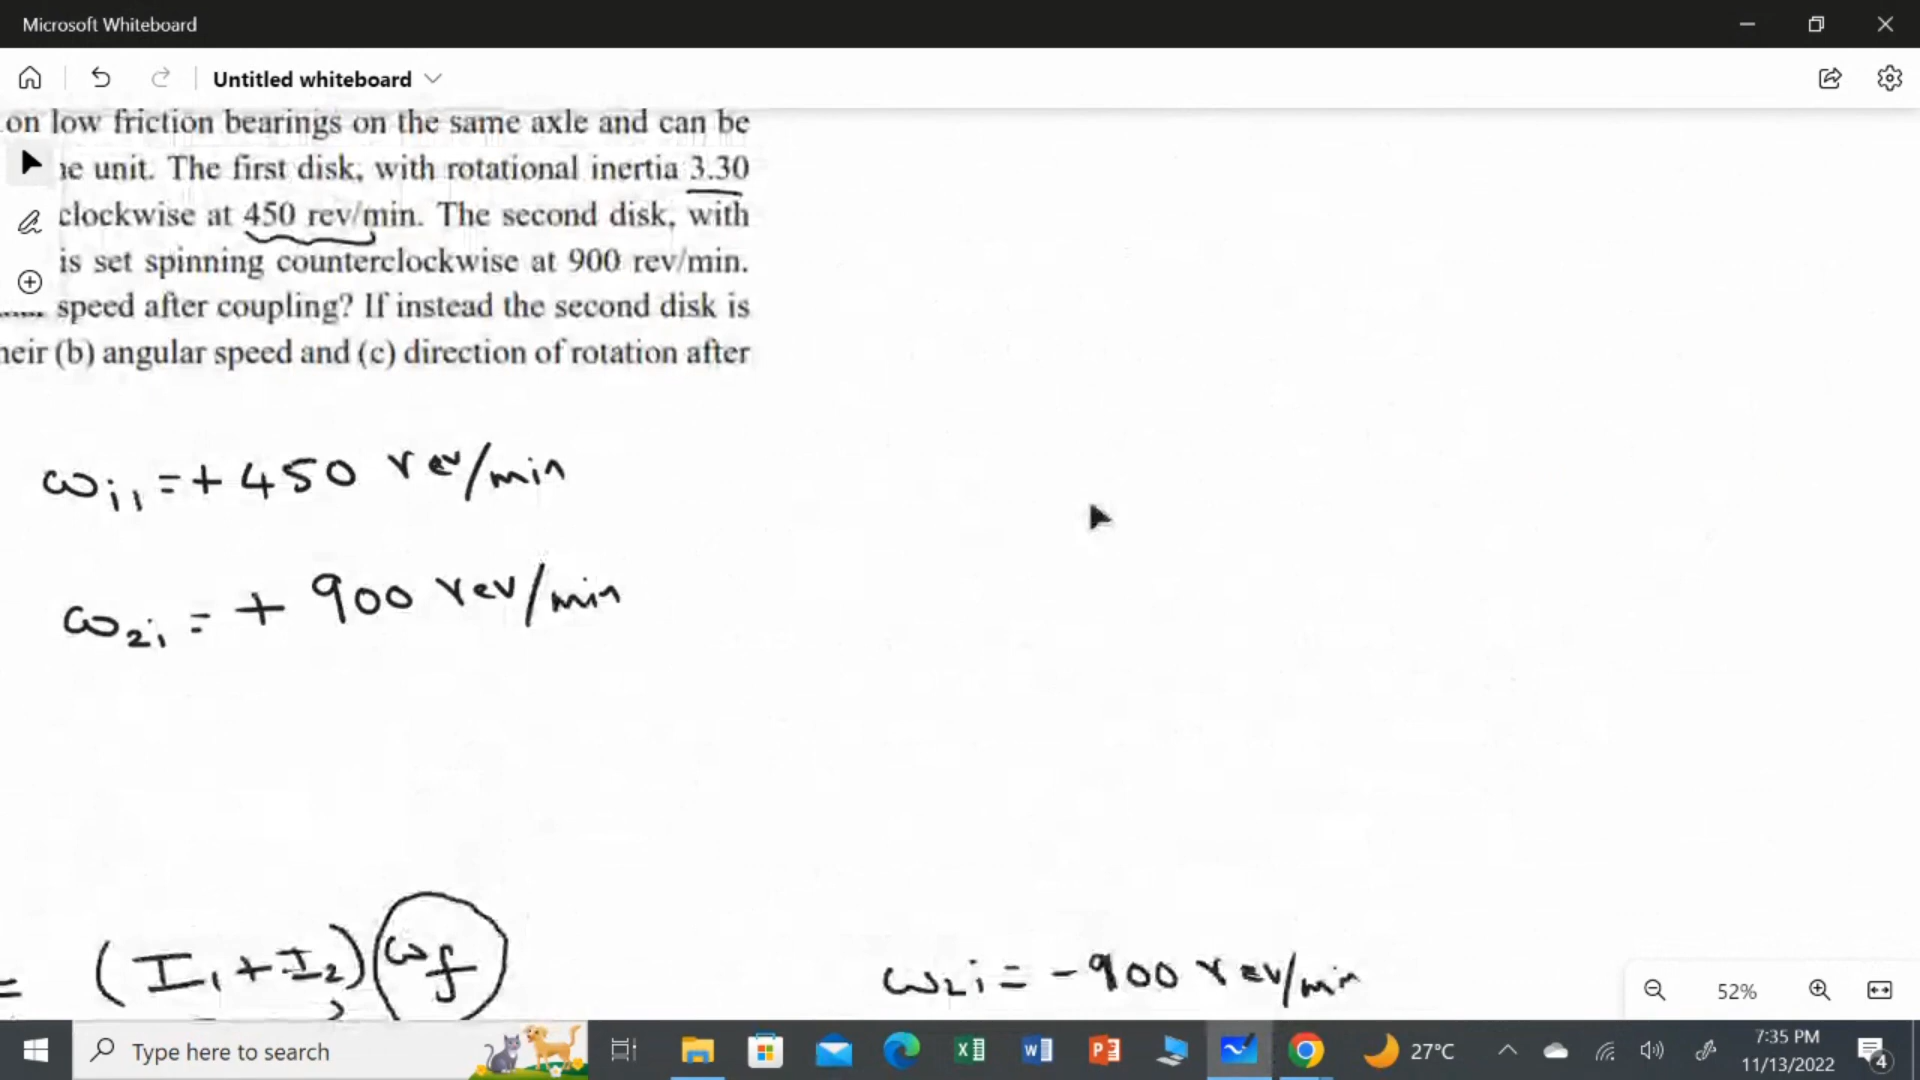 Microsoft Whiteboard
Untitled whiteboard
on low friction bearings on the same axle and can be
unit. The first disk, with rotational inertia 3.30
clockwise at 450 rev/min. The second disk, with
is set spinning counterclockwise at 900 rev/min.
speed after coupling? If instead the second disk is
(b) angular speed and (c) direction of rotation after
ωi1 = + 450 rev/min
ω2i = + 900 rev/min
= (I1 + I2) ωf
ω2i = -900 rev/min
52%
Type here to search
27°C
7:35 PM
11/13/2022
4